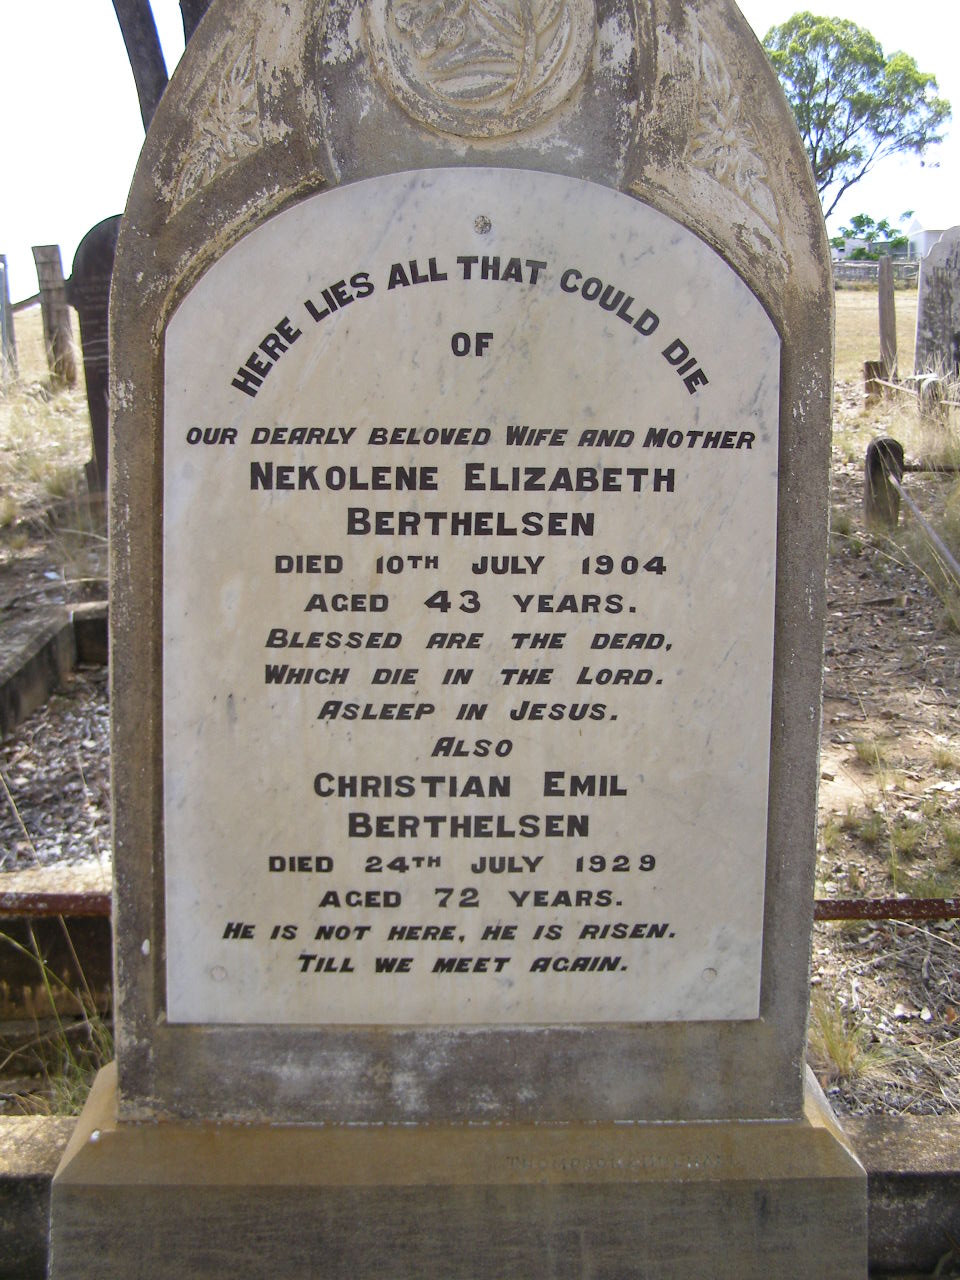 HERE LIES ALL THAT COULD DIE
OF
OUR DEARLY BELOVED WIFE AND MOTHER
NEKOLENE ELIZABETH
BERTHELSEN
DIED 10TH JULY 1904
AGED 43 YEARS.
BLESSED ARE THE DEAD,
WHICH DIE IN THE LORD.
ASLEEP IN JESUS.
ALSO
CHRISTIAN EMIL
BERTHELSEN
DIED 24TH JULY 1929
AGED 72 YEARS.
HE IS NOT HERE, HE IS RISEN.
TILL WE MEET AGAIN.